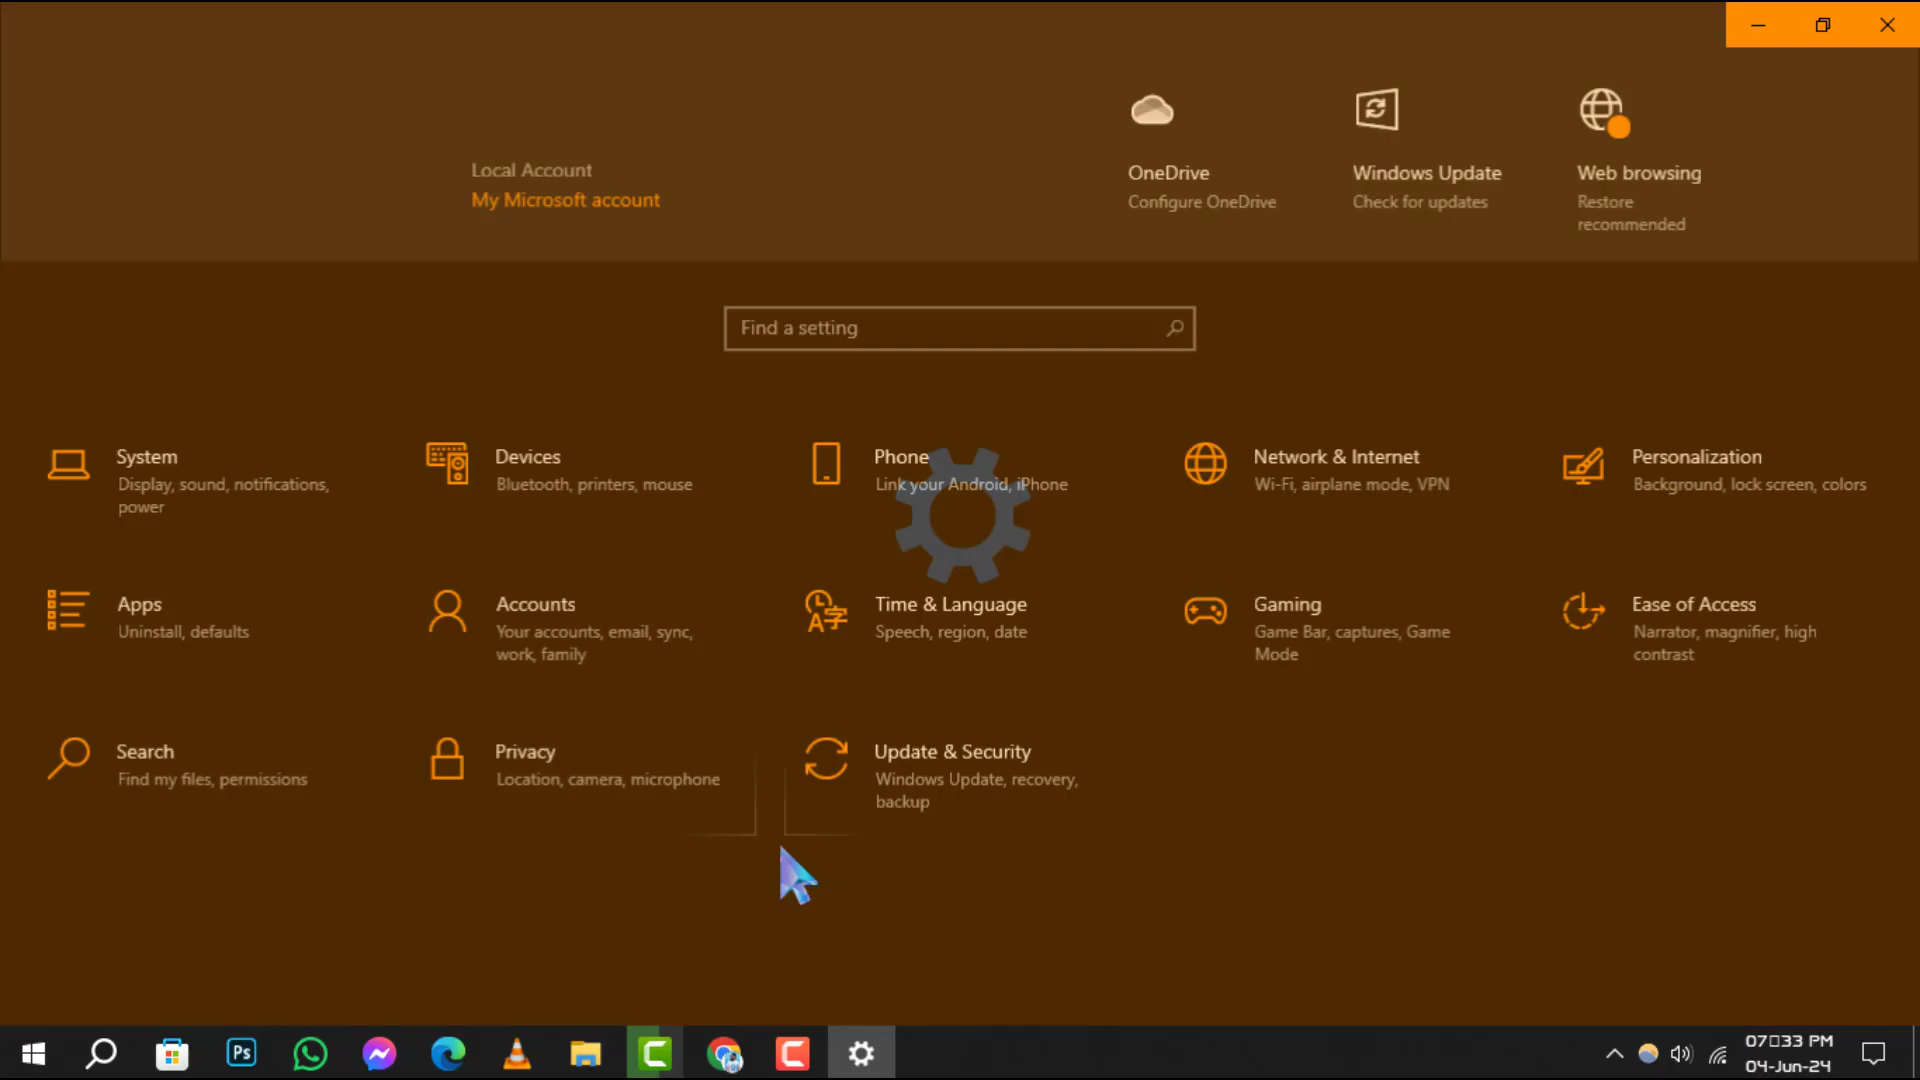 Local Account
My Microsoft account
OneDrive
Configure OneDrive
Windows Update
Check for updates
Web browsing
Restore
recommended
Find a setting
System
Display, sound, notifications,
power
Devices
Bluetooth, printers, mouse
Phone
Link your Android, iPhone
Network & Internet
Wi-Fi, airplane mode, VPN
Personalization
Background, lock screen, colors
Apps
Uninstall, defaults
Accounts
Your accounts, email, sync,
work, family
Time & Language
Speech, region, date
Gaming
Game Bar, captures, Game
Mode
Ease of Access
Narrator, magnifier, high
contrast
Search
Find my files, permissions
Privacy
Location, camera, microphone
Update & Security
Windows Update, recovery,
backup
Ps
07▯33 PM
04-Jun-24